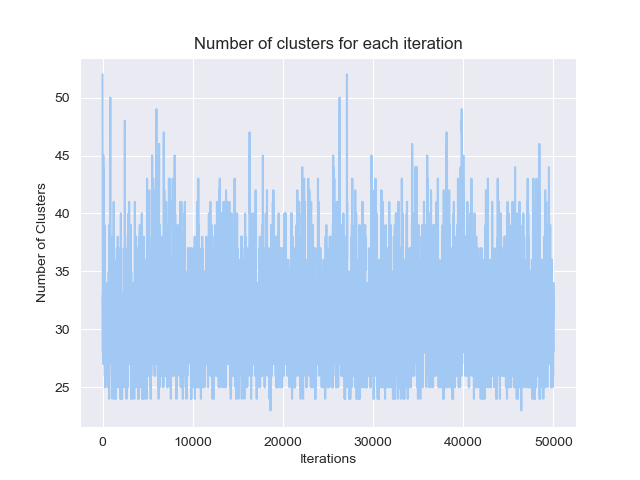 Number of clusters for each iteration
Number of Clusters
50
45
40
35
30
25
0 10000 20000 30000 40000 50000
Iterations